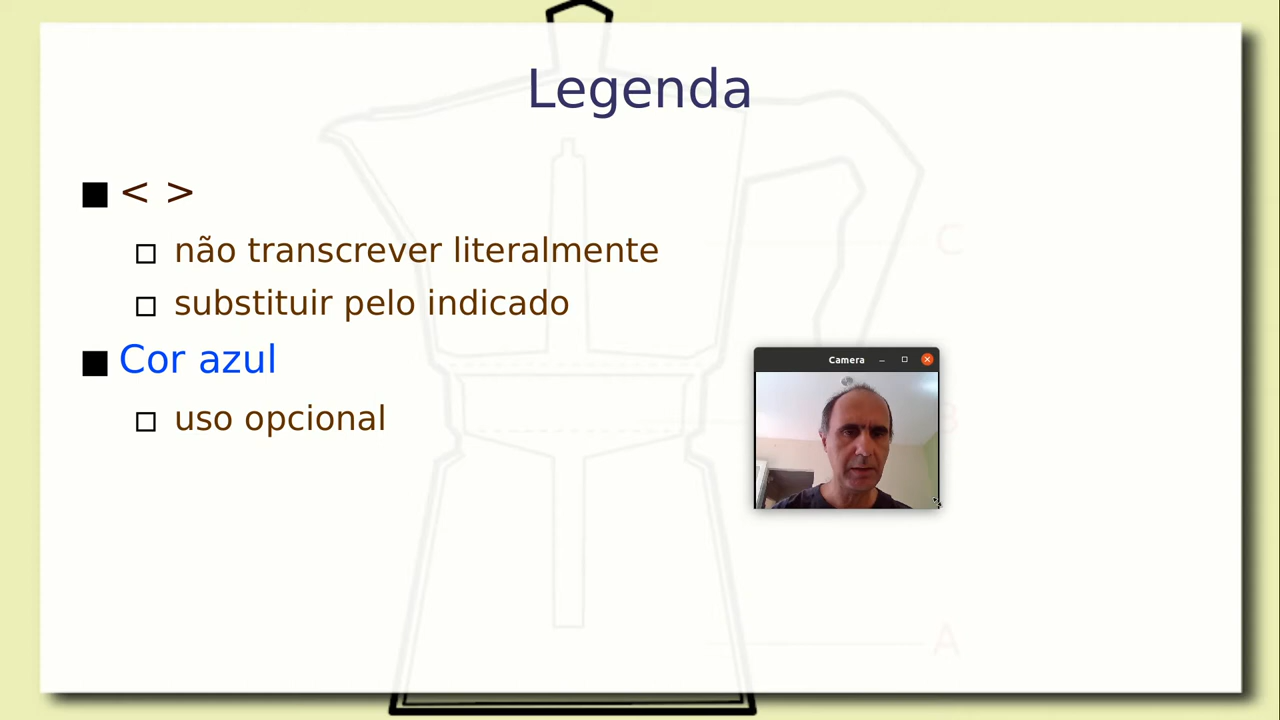 Legenda
< >
não transcrever literalmente
substituir pelo indicado
Cor azul
uso opcional
Camera
C
B
A